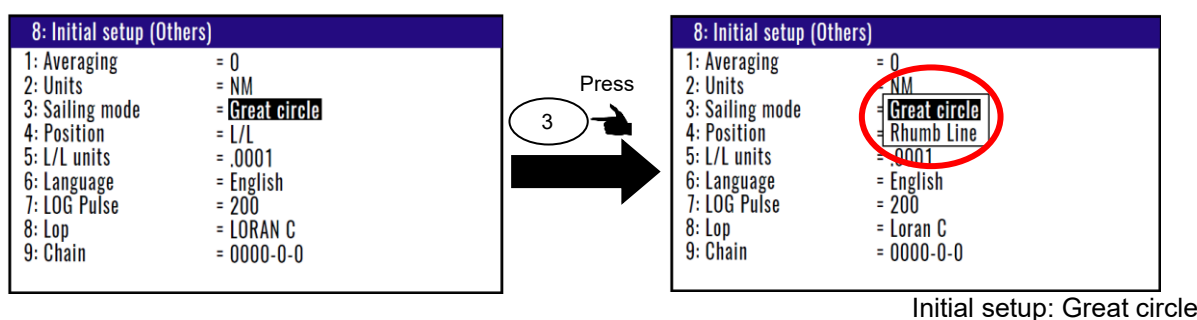 8: Initial setup (Others)
1: Averaging = 0
2: Units = NM
3: Sailing mode = Great circle
4: Position = L/L
5: L/L units = .0001
6: Language = English
7: LOG Pulse = 200
8: Lop = LORAN C
9: Chain = 0000-0-0
Press
3
8: Initial setup (Others)
1: Averaging = 0
2: Units = NM
3: Sailing mode = Great circle
4: Position = Rhumb Line
5: L/L units = .0001
6: Language = English
7: LOG Pulse = 200
8: Lop = Loran C
9: Chain = 0000-0-0
Initial setup: Great circle